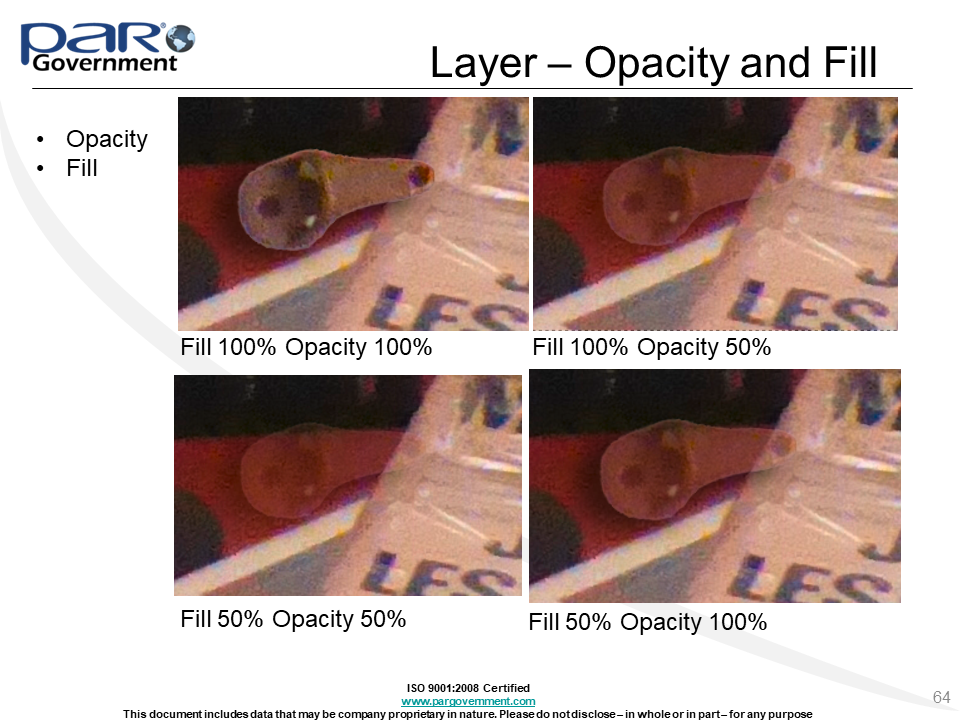 PAR® Government
Layer – Opacity and Fill
• Opacity
• Fill
LES
LES
Fill 100% Opacity 100%
Fill 100% Opacity 50%
LES
LES
Fill 50% Opacity 50%
Fill 50% Opacity 100%
ISO 9001:2008 Certified
www.pargovernment.com
This document includes data that may be company proprietary in nature. Please do not disclose – in whole or in part – for any purpose
64